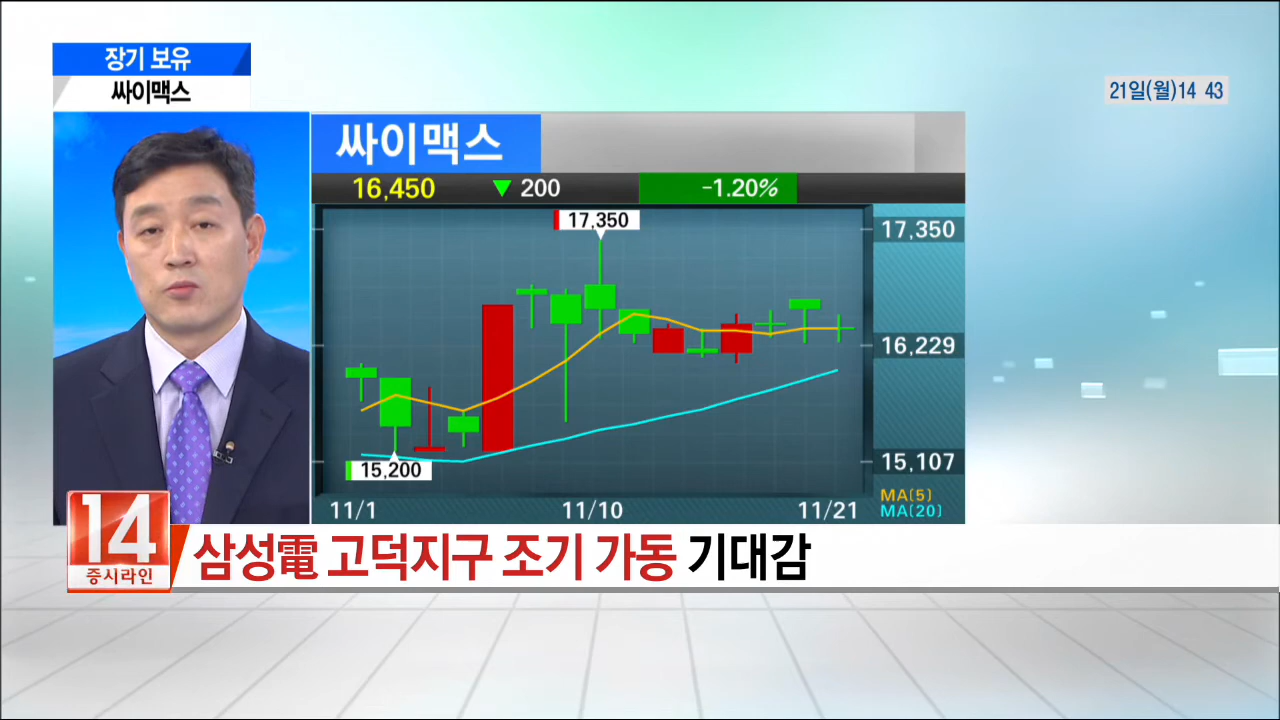 장기 보유
싸이맥스
21일(월)14 43
싸이맥스
16,450 ▼ 200 -1.20%
17,350
17,350
16,229
15,107
15,200
MA(5)
MA(20)
11/1 11/10 11/21
14
증시라인
삼성電 고덕지구 조기 가동 기대감